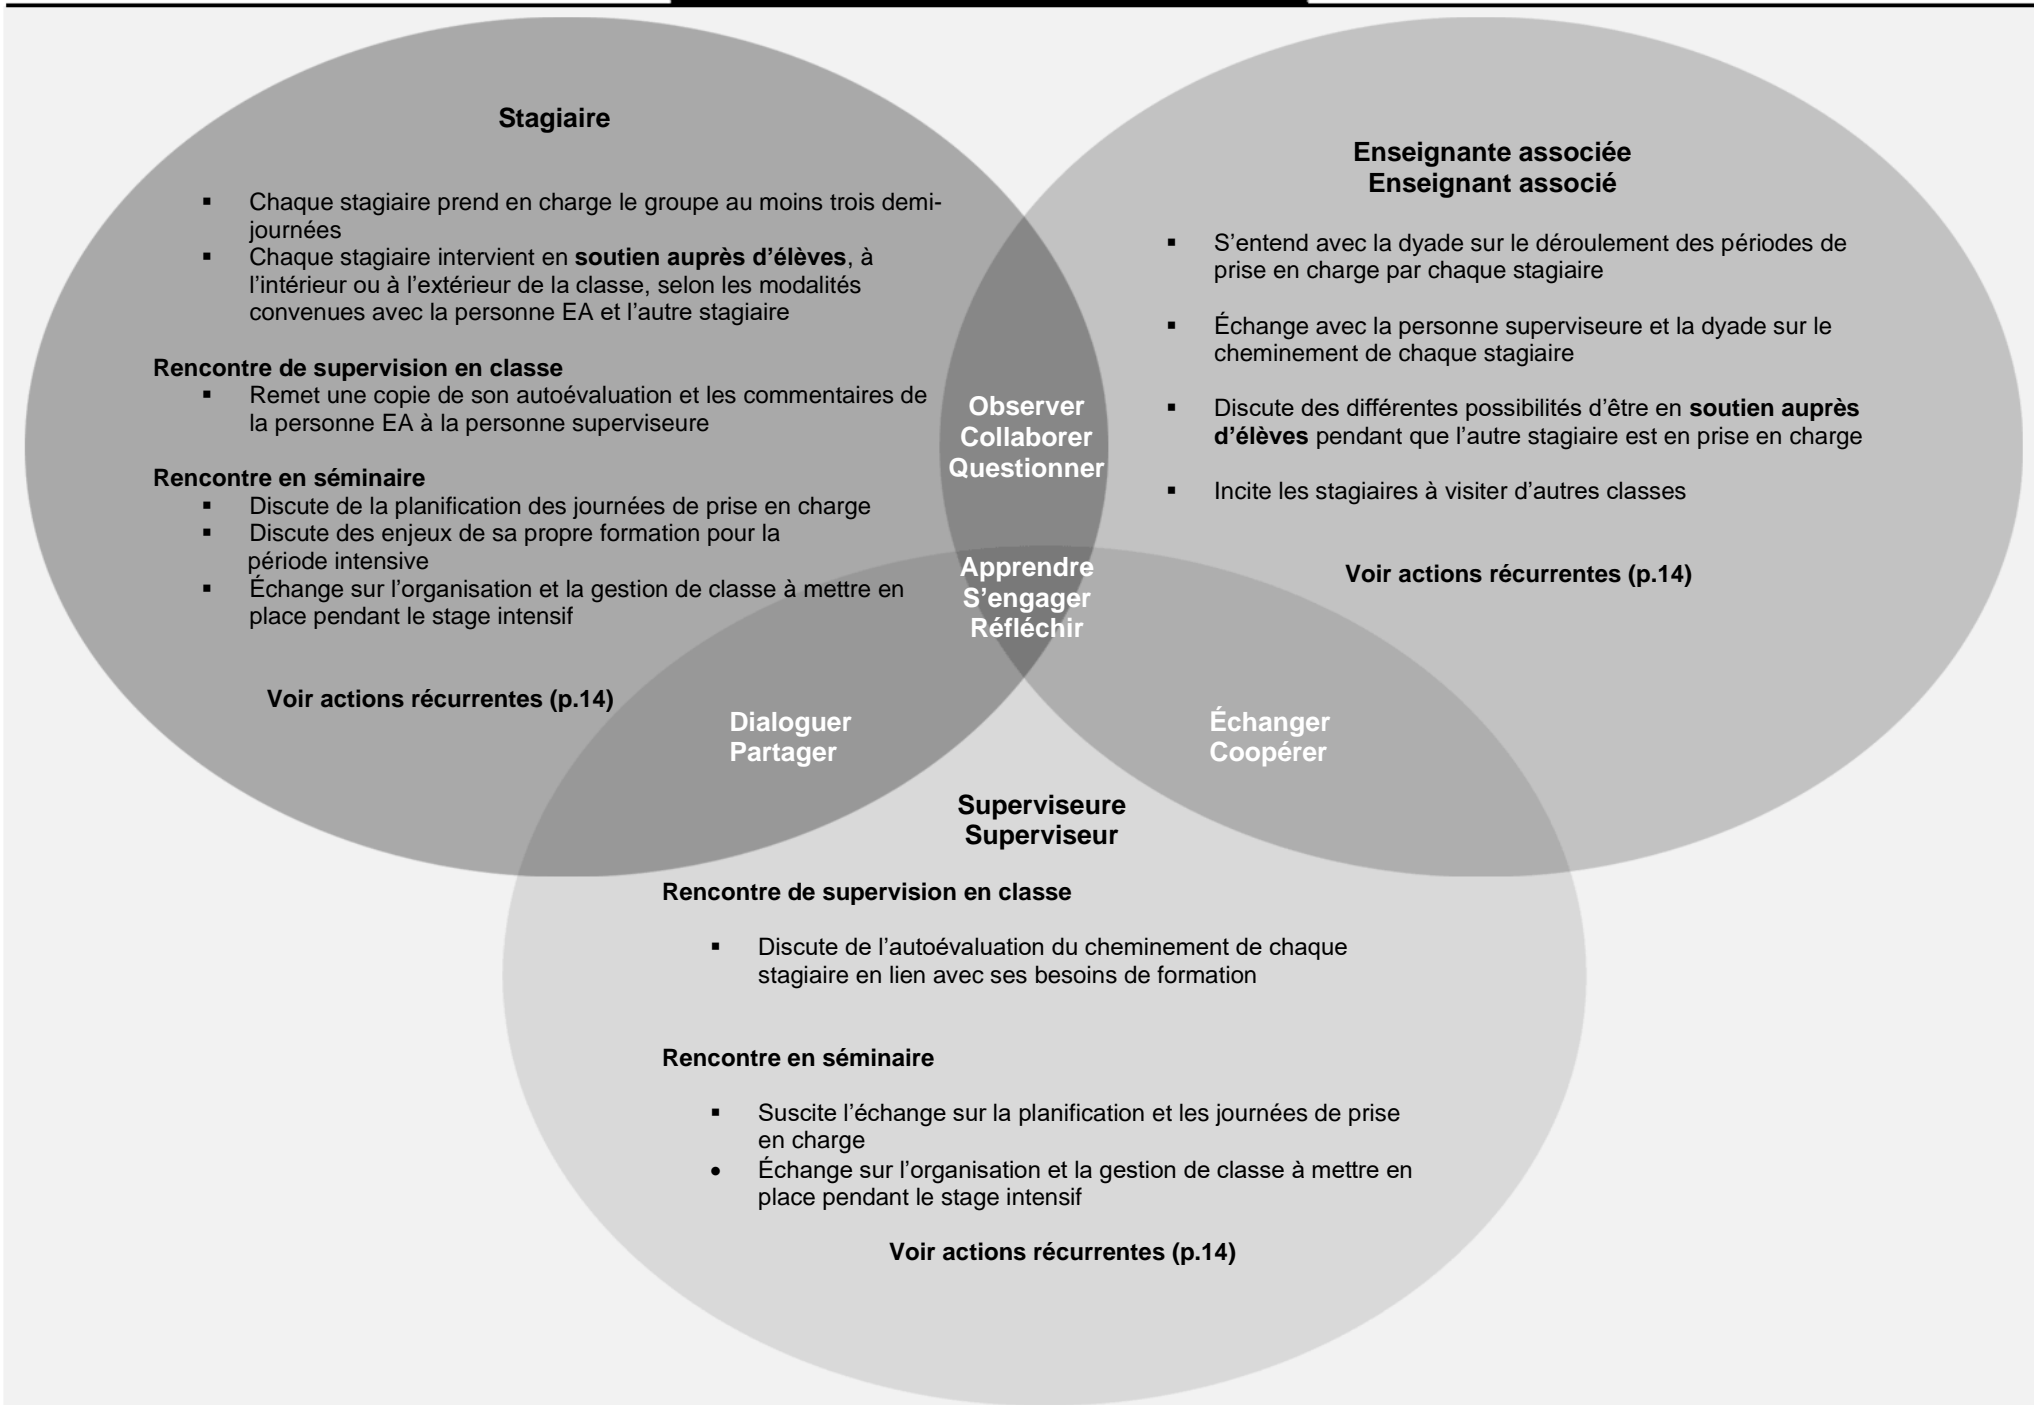 Stagiaire
▪ Chaque stagiaire prend en charge le groupe au moins trois demi-
journées
▪ Chaque stagiaire intervient en soutien auprès d’élèves, à
l’intérieur ou à l’extérieur de la classe, selon les modalités
convenues avec la personne EA et l’autre stagiaire
Rencontre de supervision en classe
▪ Remet une copie de son autoévaluation et les commentaires de
la personne EA à la personne superviseure
Rencontre en séminaire
▪ Discute de la planification des journées de prise en charge
▪ Discute des enjeux de sa propre formation pour la
période intensive
▪ Échange sur l’organisation et la gestion de classe à mettre en
place pendant le stage intensif
Voir actions récurrentes (p.14)
Enseignante associée
Enseignant associé
▪ S’entend avec la dyade sur le déroulement des périodes de
prise en charge par chaque stagiaire
▪ Échange avec la personne superviseure et la dyade sur le
cheminement de chaque stagiaire
▪ Discute des différentes possibilités d’être en soutien auprès
d’élèves pendant que l’autre stagiaire est en prise en charge
▪ Incite les stagiaires à visiter d’autres classes
Voir actions récurrentes (p.14)
Observer
Collaborer
Questionner
Apprendre
S’engager
Réfléchir
Dialoguer
Partager
Échanger
Coopérer
Superviseure
Superviseur
Rencontre de supervision en classe
▪ Discute de l’autoévaluation du cheminement de chaque
stagiaire en lien avec ses besoins de formation
Rencontre en séminaire
▪ Suscite l’échange sur la planification et les journées de prise
en charge
• Échange sur l’organisation et la gestion de classe à mettre en
place pendant le stage intensif
Voir actions récurrentes (p.14)